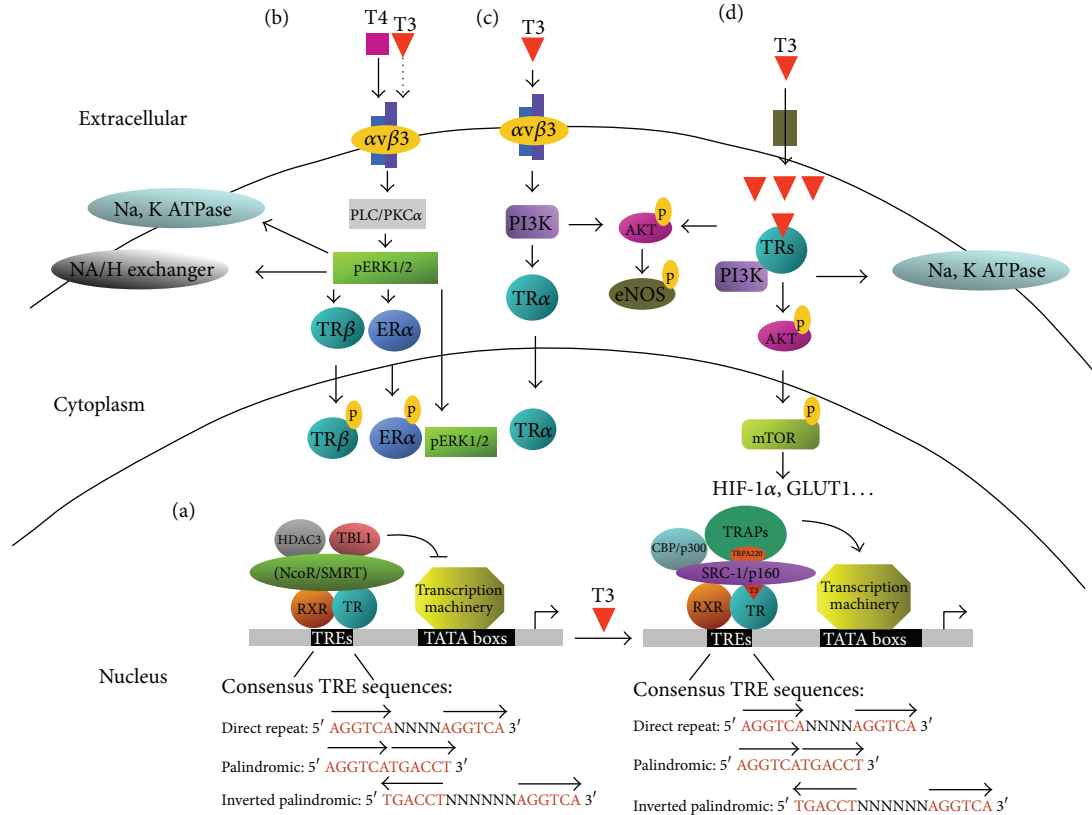 (b)
T4
T3
(c)
T3
(d)
T3
Extracellular
αvβ3
αvβ3
Na, K ATPase
PLC/PKCα
PI3K
AKT
p
TRs
PI3K
NA/H exchanger
pERK1/2
eNOS
p
Na, K ATPase
TRβ
ERα
TRα
AKT
p
Cytoplasm
TRβ
p
ERα
p
pERK1/2
TRα
mTOR
p
HIF-1α, GLUT1...
(a)
HDAC3
TBL1
(NcoR/SMRT)
RXR
TR
Transcription
machinery
TREs
TATA boxs
T3
CBP/p300
TRAPs
TRPA220
SRC-1/p160
T3
RXR
TR
Transcription
machinery
TREs
TATA boxs
Nucleus
Consensus TRE sequences:
Direct repeat: 5′ AGGTCANNNNAGGTCA 3′
Palindromic: 5′ AGGTCATGACCT 3′
Inverted palindromic: 5′ TGACCTNNNNNNAGGTCA 3′
Consensus TRE sequences:
Direct repeat: 5′ AGGTCANNNNAGGTCA 3′
Palindromic: 5′ AGGTCATGACCT 3′
Inverted palindromic: 5′ TGACCTNNNNNNAGGTCA 3′